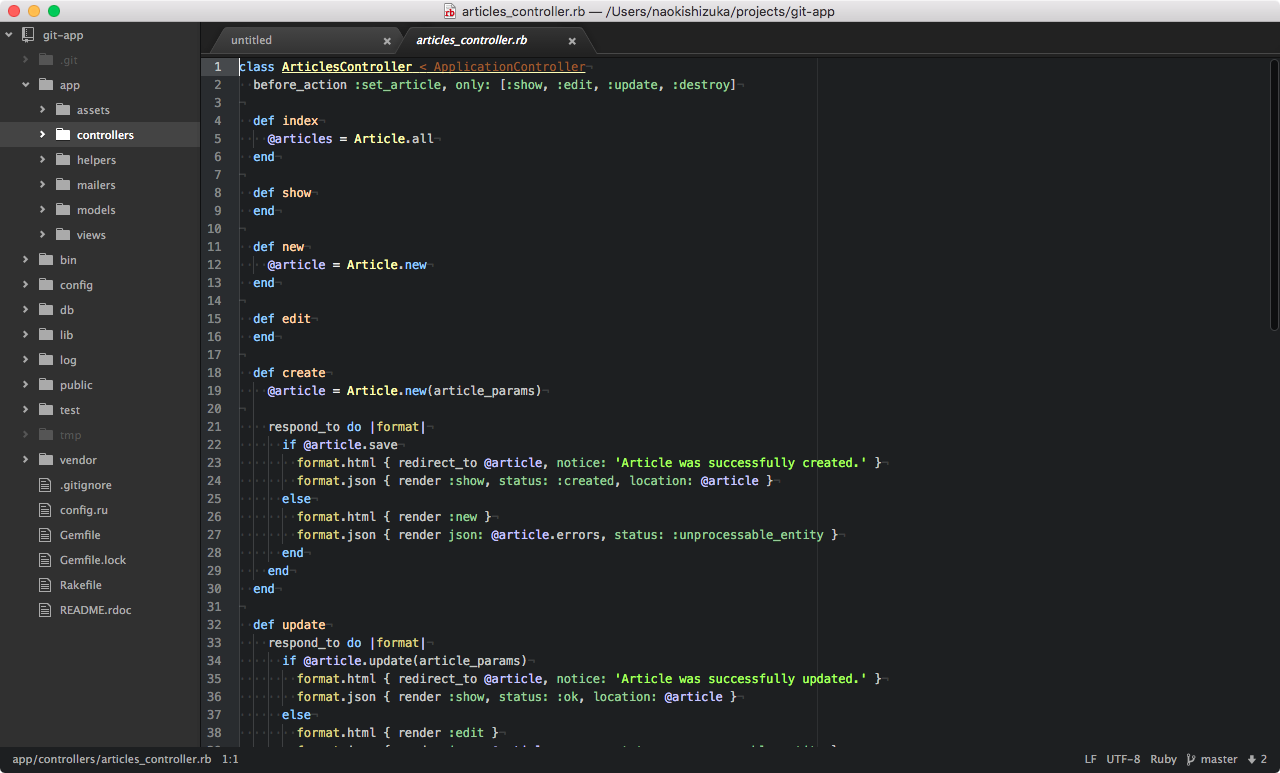 articles_controller.rb — /Users/naokishizuka/projects/git-app
git-app
.git
app
assets
controllers
helpers
mailers
models
views
bin
config
db
lib
log
public
test
tmp
vendor
.gitignore
config.ru
Gemfile
Gemfile.lock
Rakefile
README.rdoc
untitled
articles_controller.rb
1 class ArticlesController < ApplicationController
2 before_action :set_article, only: [:show, :edit, :update, :destroy]
3
4 def index
5 @articles = Article.all
6 end
7
8 def show
9 end
10
11 def new
12 @article = Article.new
13 end
14
15 def edit
16 end
17
18 def create
19 @article = Article.new(article_params)
20
21 respond_to do |format|
22 if @article.save
23 format.html { redirect_to @article, notice: 'Article was successfully created.' }
24 format.json { render :show, status: :created, location: @article }
25 else
26 format.html { render :new }
27 format.json { render json: @article.errors, status: :unprocessable_entity }
28 end
29 end
30 end
31
32 def update
33 respond_to do |format|
34 if @article.update(article_params)
35 format.html { redirect_to @article, notice: 'Article was successfully updated.' }
36 format.json { render :show, status: :ok, location: @article }
37 else
38 format.html { render :edit }
app/controllers/articles_controller.rb 1:1
LF UTF-8 Ruby master 2